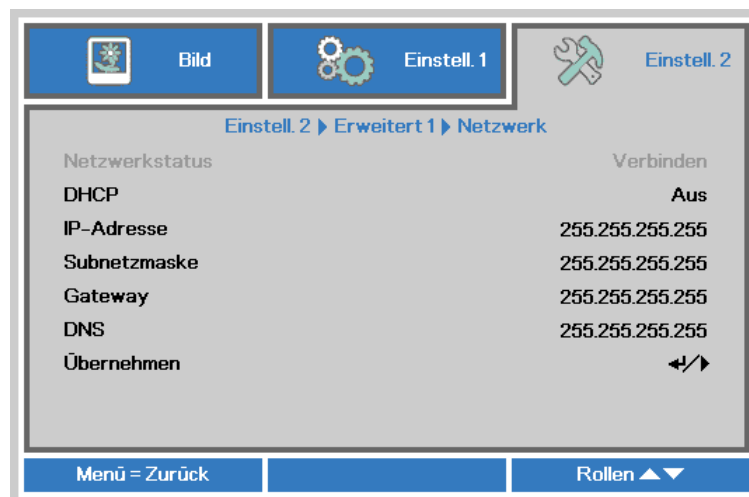 Bild Einstell. 1 Einstell. 2
Einstell. 2 ▶ Erweitert 1 ▶ Netzwerk
Netzwerkstatus Verbinden
DHCP Aus
IP-Adresse 255.255.255.255
Subnetzmaske 255.255.255.255
Gateway 255.255.255.255
DNS 255.255.255.255
Übernehmen ↵/▶
Menü = Zurück Rollen ▲▼